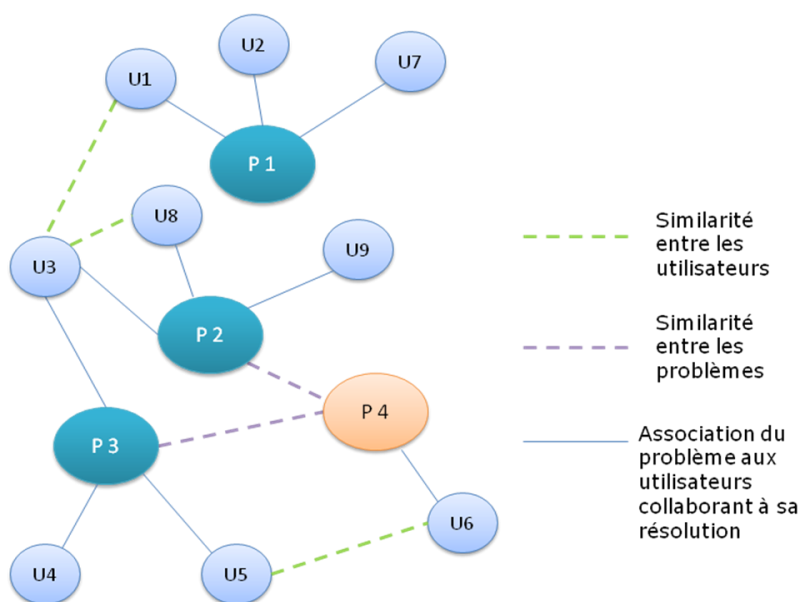 U2
U1
U7
P 1
U8
U3
U9
P 2
P 4
P 3
U6
U4
U5
Similarité
entre les
utilisateurs
Similarité
entre les
problèmes
Association du
problème aux
utilisateurs
collaborant à sa
résolution